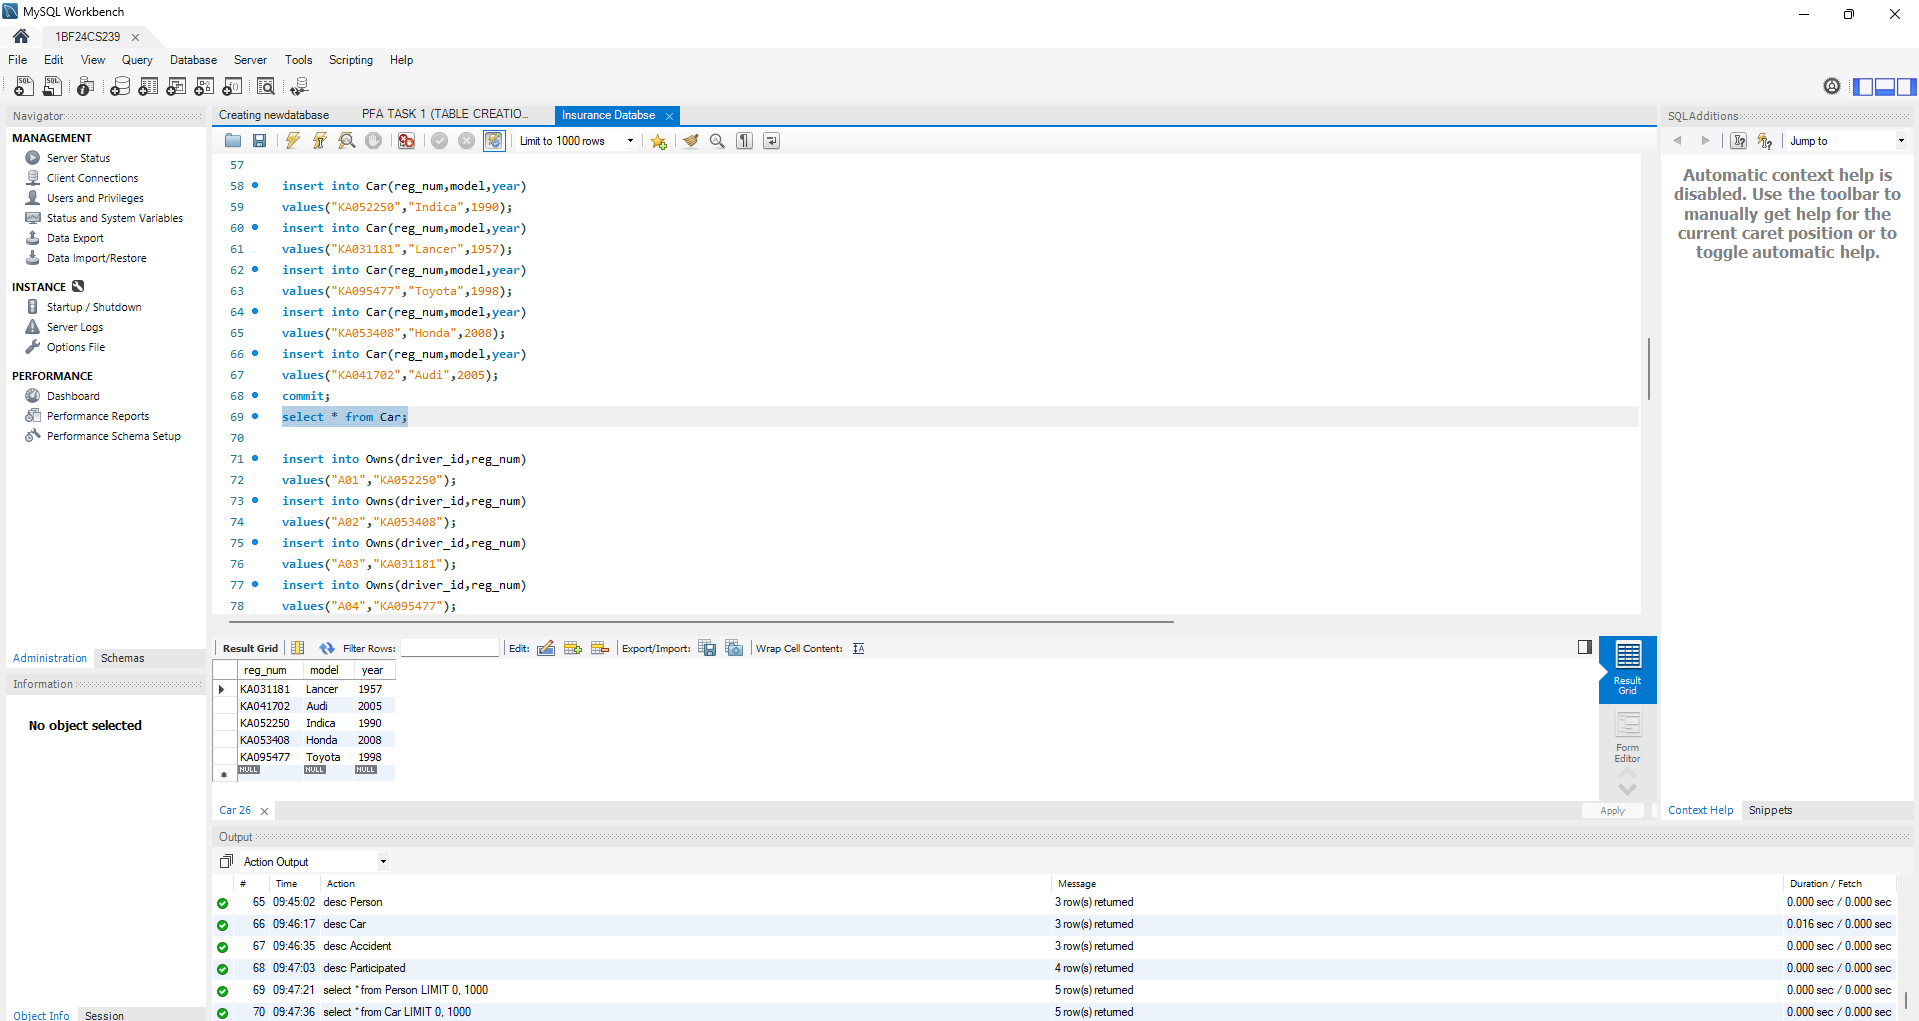 MySQL Workbench
1BF24CS239
File Edit View Query Database Server Tools Scripting Help
Navigator
MANAGEMENT
Server Status
Client Connections
Users and Privileges
Status and System Variables
Data Export
Data Import/Restore
INSTANCE
Startup / Shutdown
Server Logs
Options File
PERFORMANCE
Dashboard
Performance Reports
Performance Schema Setup
Administration Schemas
Information
No object selected
Object Info Session
Creating newdatabase PFA TASK 1 (TABLE CREATIO... Insurance Databse
Limit to 1000 rows
57
58 insert into Car(reg_num,model,year)
59 values("KA052250","Indica",1990);
60 insert into Car(reg_num,model,year)
61 values("KA031181","Lancer",1957);
62 insert into Car(reg_num,model,year)
63 values("KA095477","Toyota",1998);
64 insert into Car(reg_num,model,year)
65 values("KA053408","Honda",2008);
66 insert into Car(reg_num,model,year)
67 values("KA041702","Audi",2005);
68 commit;
69 select * from Car;
70
71 insert into Owns(driver_id,reg_num)
72 values("A01","KA052250");
73 insert into Owns(driver_id,reg_num)
74 values("A02","KA053408");
75 insert into Owns(driver_id,reg_num)
76 values("A03","KA031181");
77 insert into Owns(driver_id,reg_num)
78 values("A04","KA095477");
Result Grid Filter Rows: Edit: Export/Import: Wrap Cell Content:
reg_num model year
KA031181 Lancer 1957
KA041702 Audi 2005
KA052250 Indica 1990
KA053408 Honda 2008
KA095477 Toyota 1998
NULL NULL NULL
Result
Grid
Form
Editor
Car 26
Apply
Output
Action Output
# Time Action Message Duration / Fetch
65 09:45:02 desc Person 3 row(s) returned 0.000 sec / 0.000 sec
66 09:46:17 desc Car 3 row(s) returned 0.016 sec / 0.000 sec
67 09:46:35 desc Accident 3 row(s) returned 0.000 sec / 0.000 sec
68 09:47:03 desc Participated 4 row(s) returned 0.000 sec / 0.000 sec
69 09:47:21 select * from Person LIMIT 0, 1000 5 row(s) returned 0.000 sec / 0.000 sec
70 09:47:36 select * from Car LIMIT 0, 1000 5 row(s) returned 0.000 sec / 0.000 sec
SQLAdditions
Jump to
Automatic context help is
disabled. Use the toolbar to
manually get help for the
current caret position or to
toggle automatic help.
Context Help Snippets